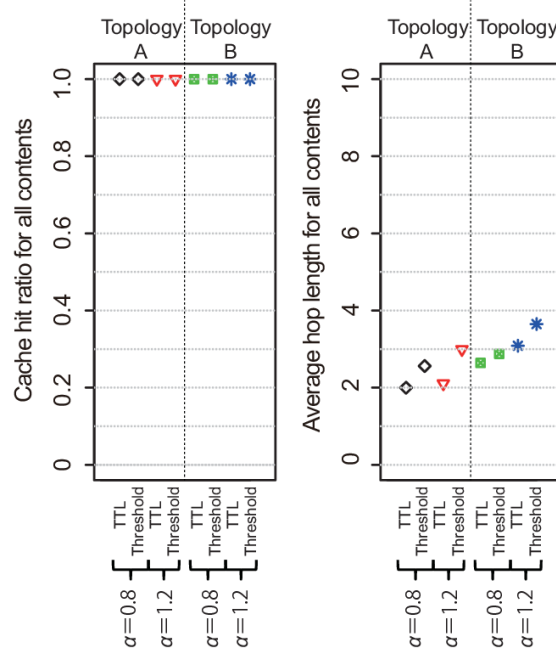 Topology
A
Topology
B
Cache hit ratio for all contents
1.0
0.8
0.6
0.4
0.2
0
TTL
Threshold
TTL
Threshold
TTL
Threshold
TTL
Threshold
α=0.8
α=1.2
α=0.8
α=1.2
Topology
A
Topology
B
Average hop length for all contents
10
8
6
4
2
0
TTL
Threshold
TTL
Threshold
TTL
Threshold
TTL
Threshold
α=0.8
α=1.2
α=0.8
α=1.2